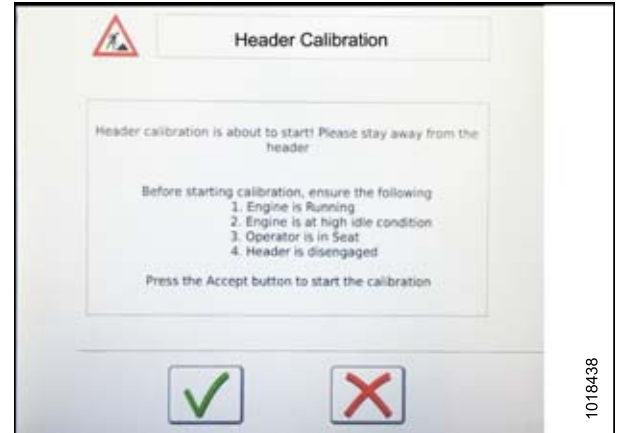 Header Calibration
Header calibration is about to start! Please stay away from the
header
Before starting calibration, ensure the following
1. Engine is Running
2. Engine is at high idle condition
3. Operator is in Seat
4. Header is disengaged
Press the Accept button to start the calibration
1018438